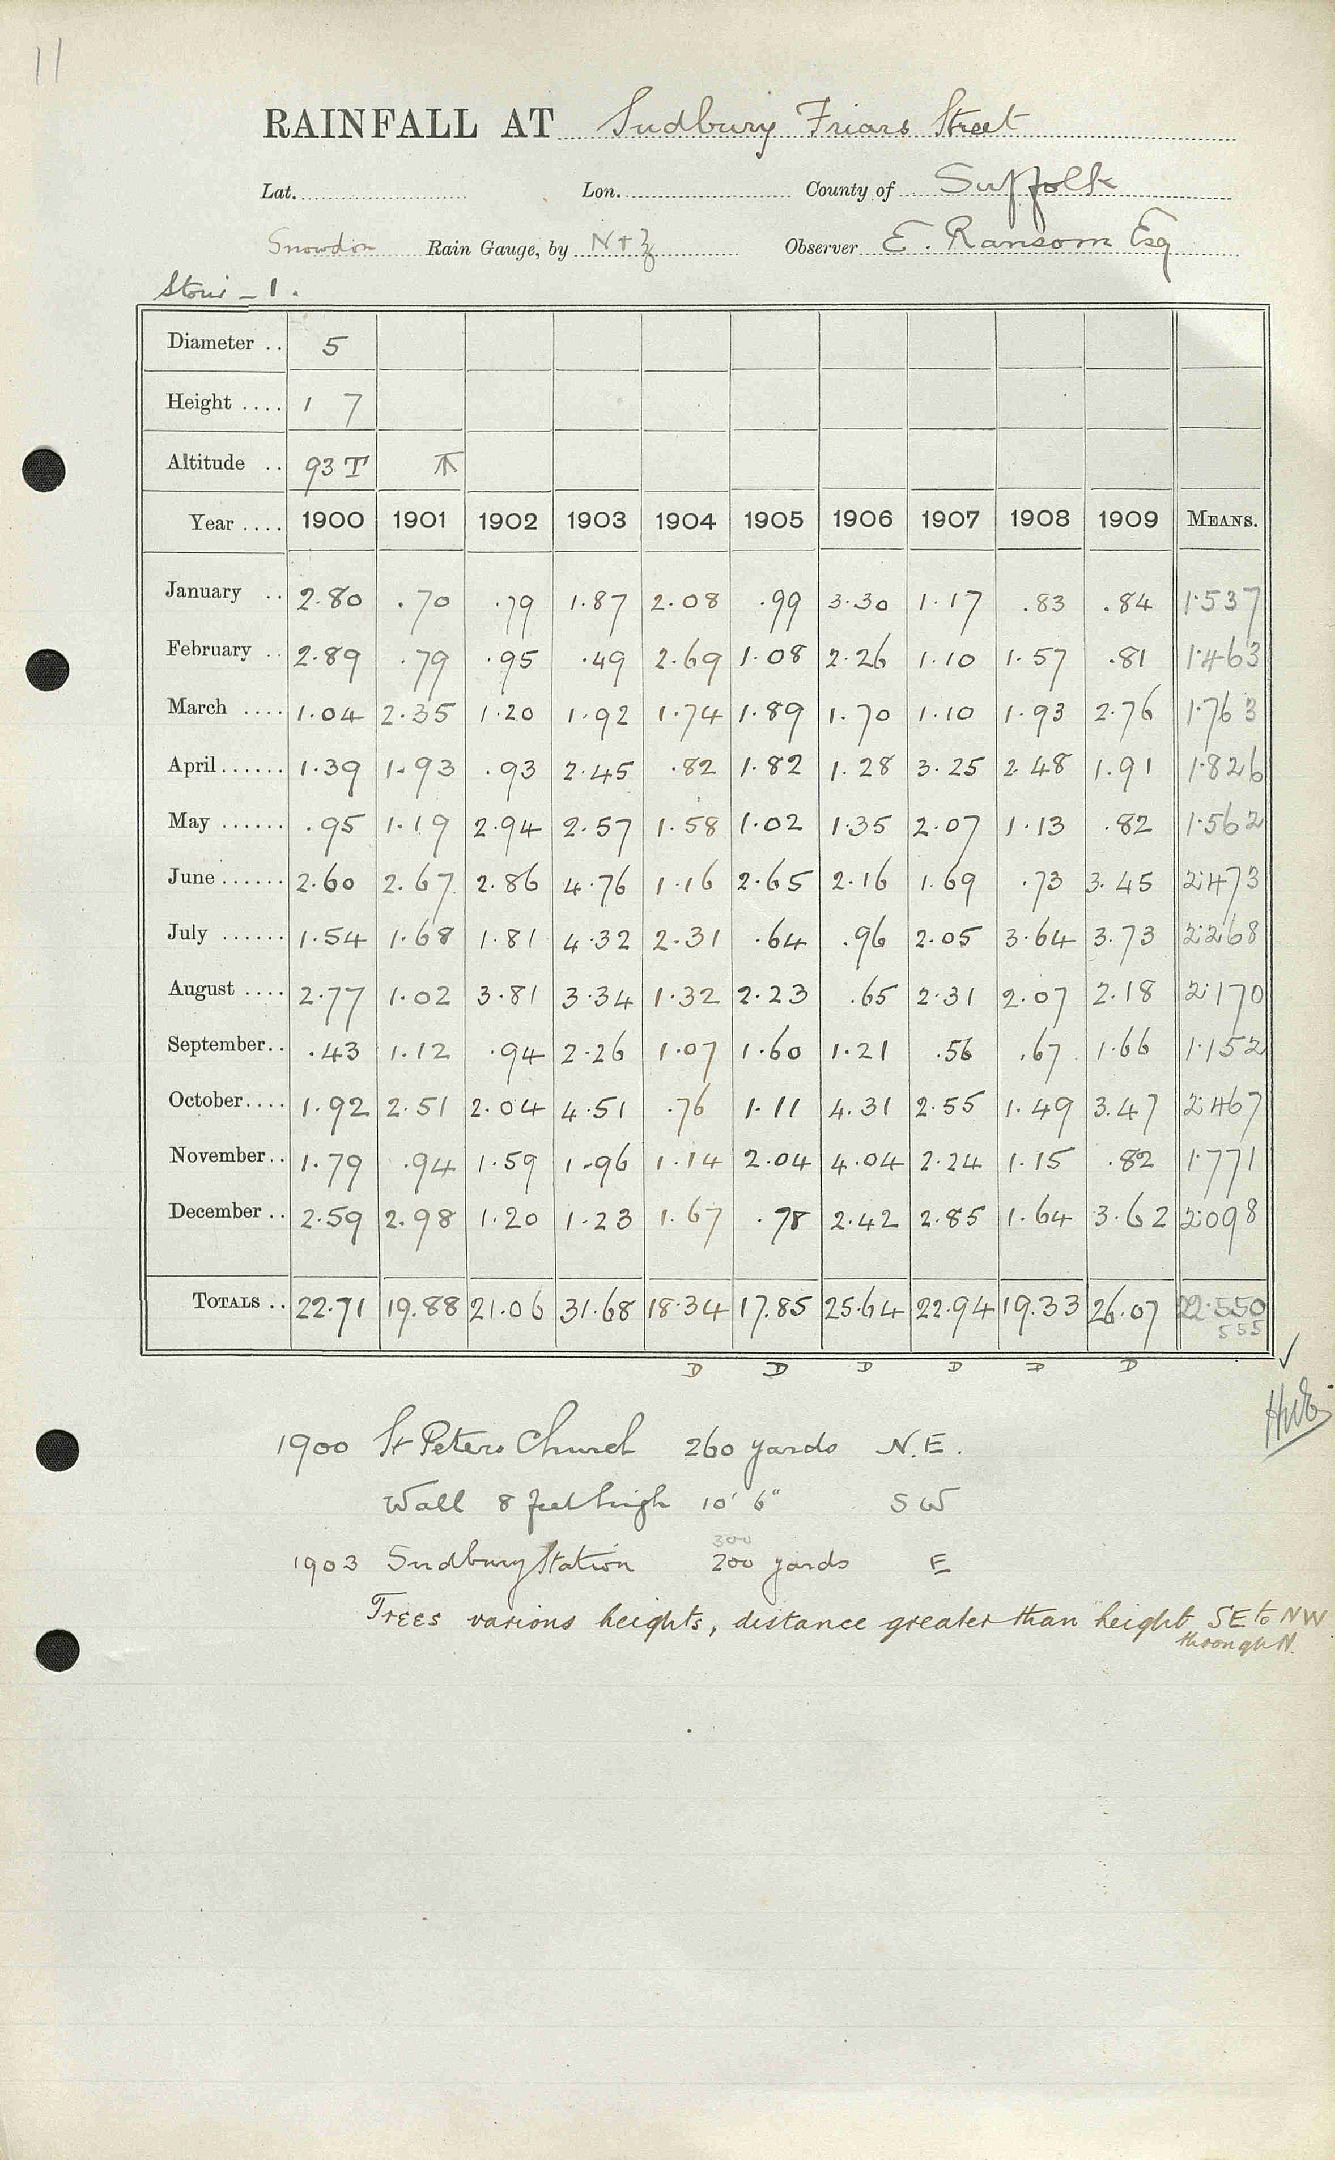 11
RAINFALL AT Sudbury Friars Street
Lat. Lon. County of Suffolk
Snowdon Rain Gauge, by N+Z Observer E. Ransom Esq
Stour - 1.
Diameter .. 5
Height .... 1 7
Altitude .. 93 T
Year .... 1900 1901 1902 1903 1904 1905 1906 1907 1908 1909 MEANS.
January .. 2.80 .70 .79 1.87 2.08 .99 3.30 1.17 .83 .84 1.537
February .. 2.89 .79 .95 .49 2.69 1.08 2.26 1.10 1.57 .81 1.463
March .... 1.04 2.35 1.20 1.92 1.74 1.89 1.70 1.10 1.93 2.76 1.763
April ...... 1.39 1.93 .93 2.45 .82 1.82 1.28 3.25 2.48 1.91 1.826
May ...... .95 1.19 2.94 2.57 1.58 1.02 1.35 2.07 1.13 .82 1.562
June ...... 2.60 2.67 2.86 4.76 1.16 2.65 2.16 1.69 .73 3.45 2.473
July ...... 1.54 1.68 1.81 4.32 2.31 .64 .96 2.05 3.64 3.73 2.268
August .... 2.77 1.02 3.81 3.34 1.32 2.23 .65 2.31 2.07 2.18 2.170
September.. .43 1.12 .94 2.26 1.07 1.60 1.21 .56 .67 1.66 1.152
October.... 1.92 2.51 2.04 4.51 .76 1.11 4.31 2.55 1.49 3.47 2.467
November.. 1.79 .94 1.59 1.96 1.14 2.04 4.04 2.24 1.15 .82 1.771
December .. 2.59 2.98 1.20 1.23 1.67 .78 2.42 2.85 1.64 3.62 2.098
TOTALS .. 22.71 19.88 21.06 31.68 18.34 17.85 25.64 22.94 19.33 26.07 22.550
555
D D D D D D
1900 St Peters Church 260 yards N.E.
Wall 8 feet high 10' 6" SW
300
1903 Sudbury Station 200 yards E
Trees various heights, distance greater than height SE to NW
through N.